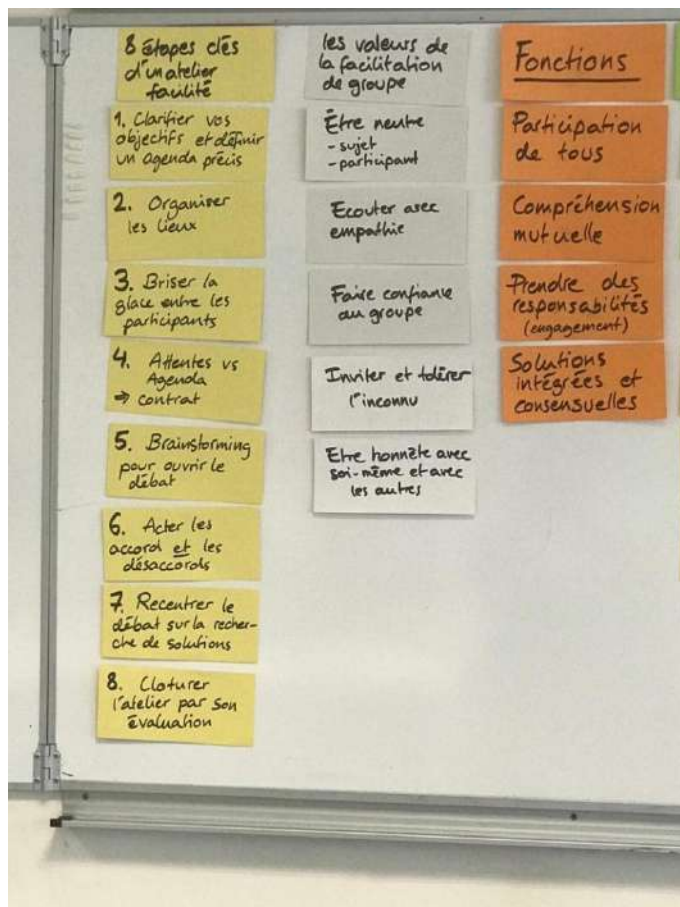 8 étapes clés
d'un atelier
facilité
1. Clarifier vos
objectifs et définir
un agenda précis
2. Organiser
les lieux
3. Briser la
glace entre les
participants
4. Attentes vs
Agenda
⇒ contrat
5. Brainstorming
pour ouvrir le
débat
6. Acter les
accord et les
désaccords
7. Recentrer le
débat sur la recher-
che de solutions
8. Cloturer
l'atelier par son
évaluation
les valeurs de
la facilitation
de groupe
Être neutre
- sujet
- participant
Ecouter avec
empathie
Faire confiance
au groupe
Inviter et tolérer
l'inconnu
Etre honnête avec
soi-même et avec
les autres
Fonctions
Participation
de tous
Compréhension
mutuelle
Prendre des
responsabilités
(engagement)
Solutions
intégrées et
consensuelles